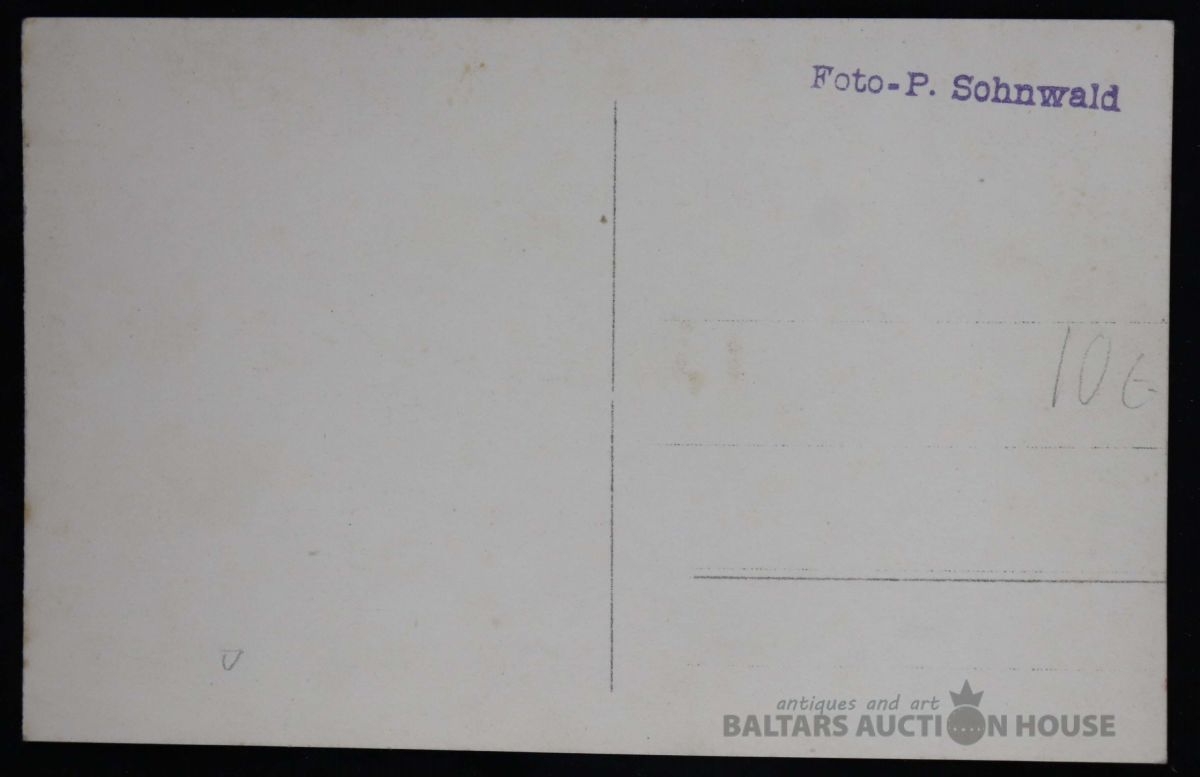 Foto-P. Sohnwald
10 €
antiques and art
BALTARS AUCTION HOUSE